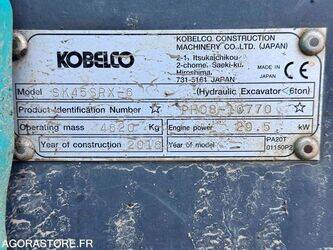 KOBELCO
KOBELCO CONSTRUCTION
MACHINERY CO.,LTD. (JAPAN)
2-1, Itsukaichikou
2-chome, Saeki-ku,
Hiroshima,
731-5161 JAPAN
MADE IN
JAPAN
CE
Model SK45SRX-6 (Hydraulic Excavator <6ton)
Product Identification Number ☆ PH08-10770 ☆
Operating mass 4620 Kg Engine power 28.5 kW
Year of construction 2018 Year of model
PA20T
01150P2
AGORASTORE.FR